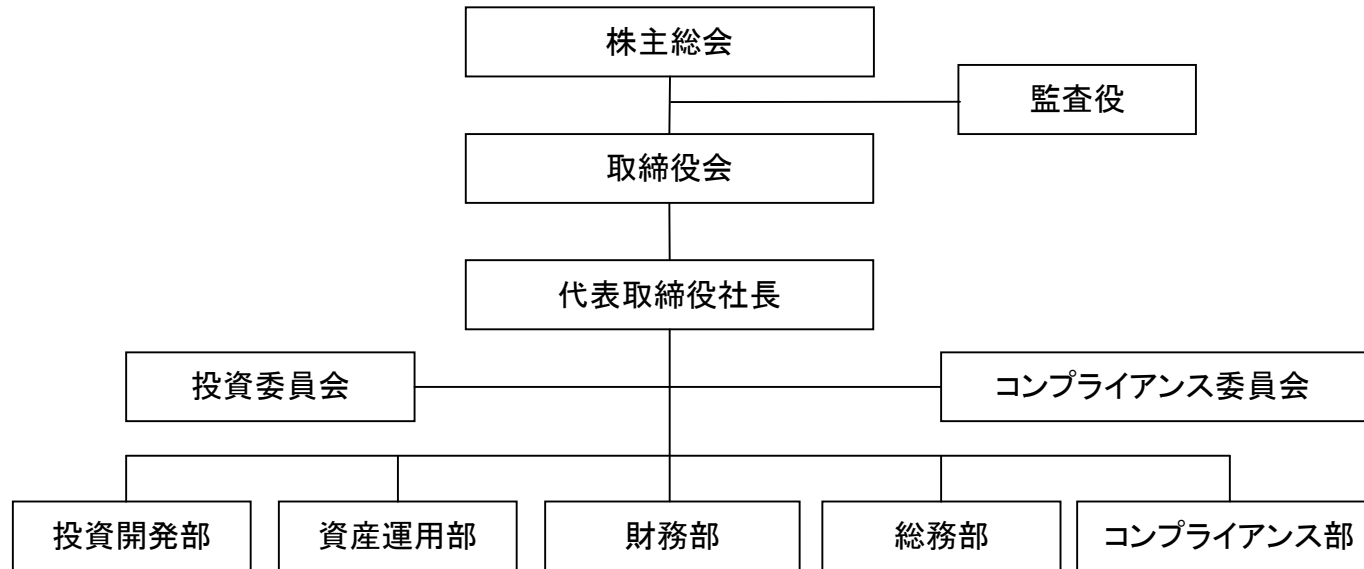 株主総会
監査役
取締役会
代表取締役社長
投資委員会
コンプライアンス委員会
投資開発部
資産運用部
財務部
総務部
コンプライアンス部